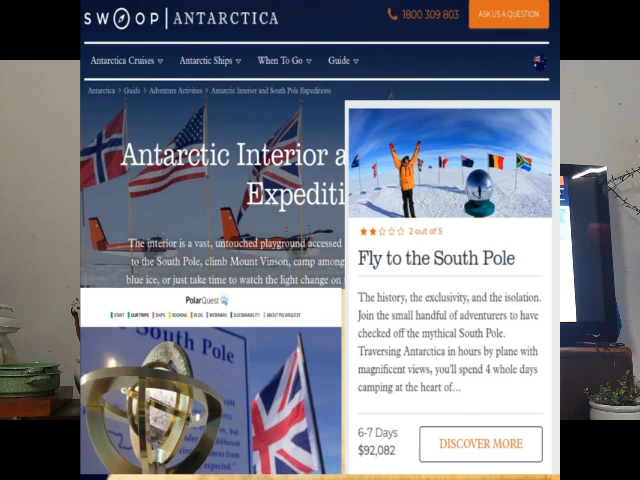 SWOOP | ANTARCTICA
1800 309 803
ASK US A QUESTION
Antarctica Cruises
Antarctic Ships
When To Go
Guide
Antarctica > Guide > Adventure Activities > Antarctic Interior and South Pole Expeditions
Antarctic Interior a
Expediti
The interior is a vast, untouched playground accessed
to the South Pole, climb Mount Vinson, camp among
blue ice, or just take time to watch the light change on
2 out of 5
Fly to the South Pole
The history, the exclusivity, and the isolation.
Join the small handful of adventurers to have
checked off the mythical South Pole.
Traversing Antarctica in hours by plane with
magnificent views, you'll spend 4 whole days
camping at the heart of...
6-7 Days
$92,082
DISCOVER MORE
PolarQuest
START OUR TRIPS SHIPS BOOKING BLOG WEBINARS SUSTAINABILITY ABOUT POLARQUEST
South Pole
but
different
circum
expected."